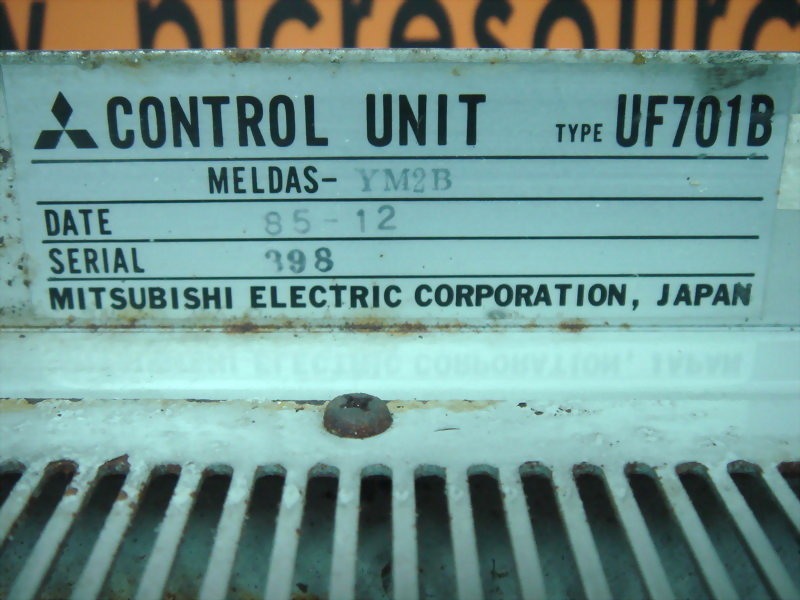 CONTROL UNIT TYPE UF701B
MELDAS- YM2B
DATE 85-12
SERIAL 398
MITSUBISHI ELECTRIC CORPORATION, JAPAN